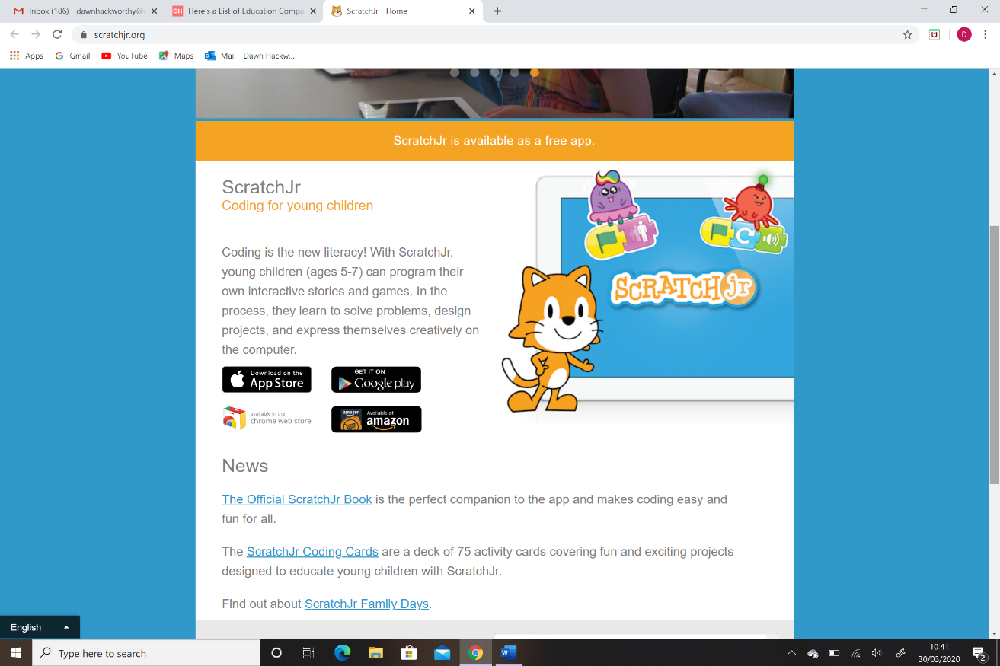 Inbox (186) - dawnhackworthy@
GH Here's a List of Education Compa
ScratchJr - Home
scratchjr.org
D
Apps Gmail YouTube Maps Mail - Dawn Hackw...
ScratchJr is available as a free app.
ScratchJr
Coding for young children
Coding is the new literacy! With ScratchJr,
young children (ages 5-7) can program their
own interactive stories and games. In the
process, they learn to solve problems, design
projects, and express themselves creatively on
the computer.
SCRATCH jr
Download on the
App Store
GET IT ON
Google play
available in the
chrome web store
amazon
Available at
amazon
News
The Official ScratchJr Book is the perfect companion to the app and makes coding easy and
fun for all.
The ScratchJr Coding Cards are a deck of 75 activity cards covering fun and exciting projects
designed to educate young children with ScratchJr.
Find out about ScratchJr Family Days.
English
Type here to search
W
10:41
30/03/2020
2